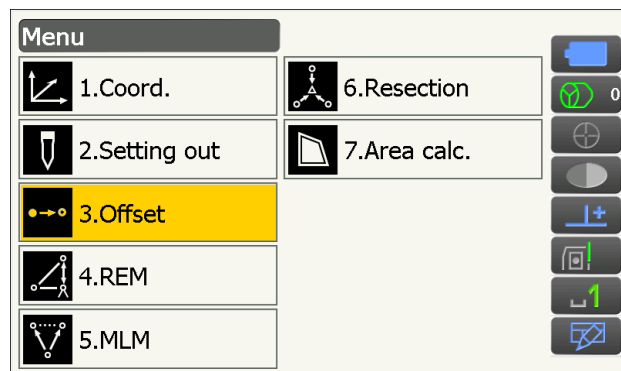 Menu
1.Coord.
2.Setting out
3.Offset
4.REM
5.MLM
6.Resection
7.Area calc.
0
1